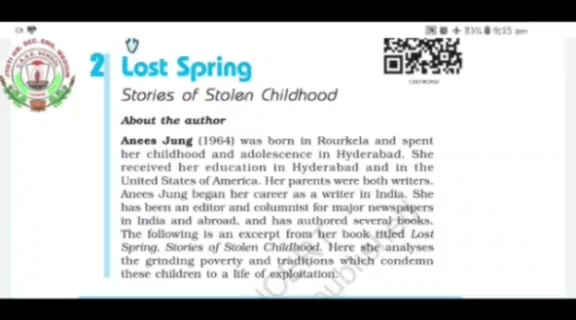 9:35 am
2 Lost Spring
Stories of Stolen Childhood
About the author
Anees Jung (1964) was born in Rourkela and spent
her childhood and adolescence in Hyderabad. She
received her education in Hyderabad and in the
United States of America. Her parents were both writers.
Anees Jung began her career as a writer in India. She
has been an editor and columnist for major newspapers
in India and abroad, and has authored several books.
The following is an excerpt from her book titled Lost
Spring, Stories of Stolen Childhood. Here she analyses
the grinding poverty and traditions which condemn
these children to a life of exploitation.